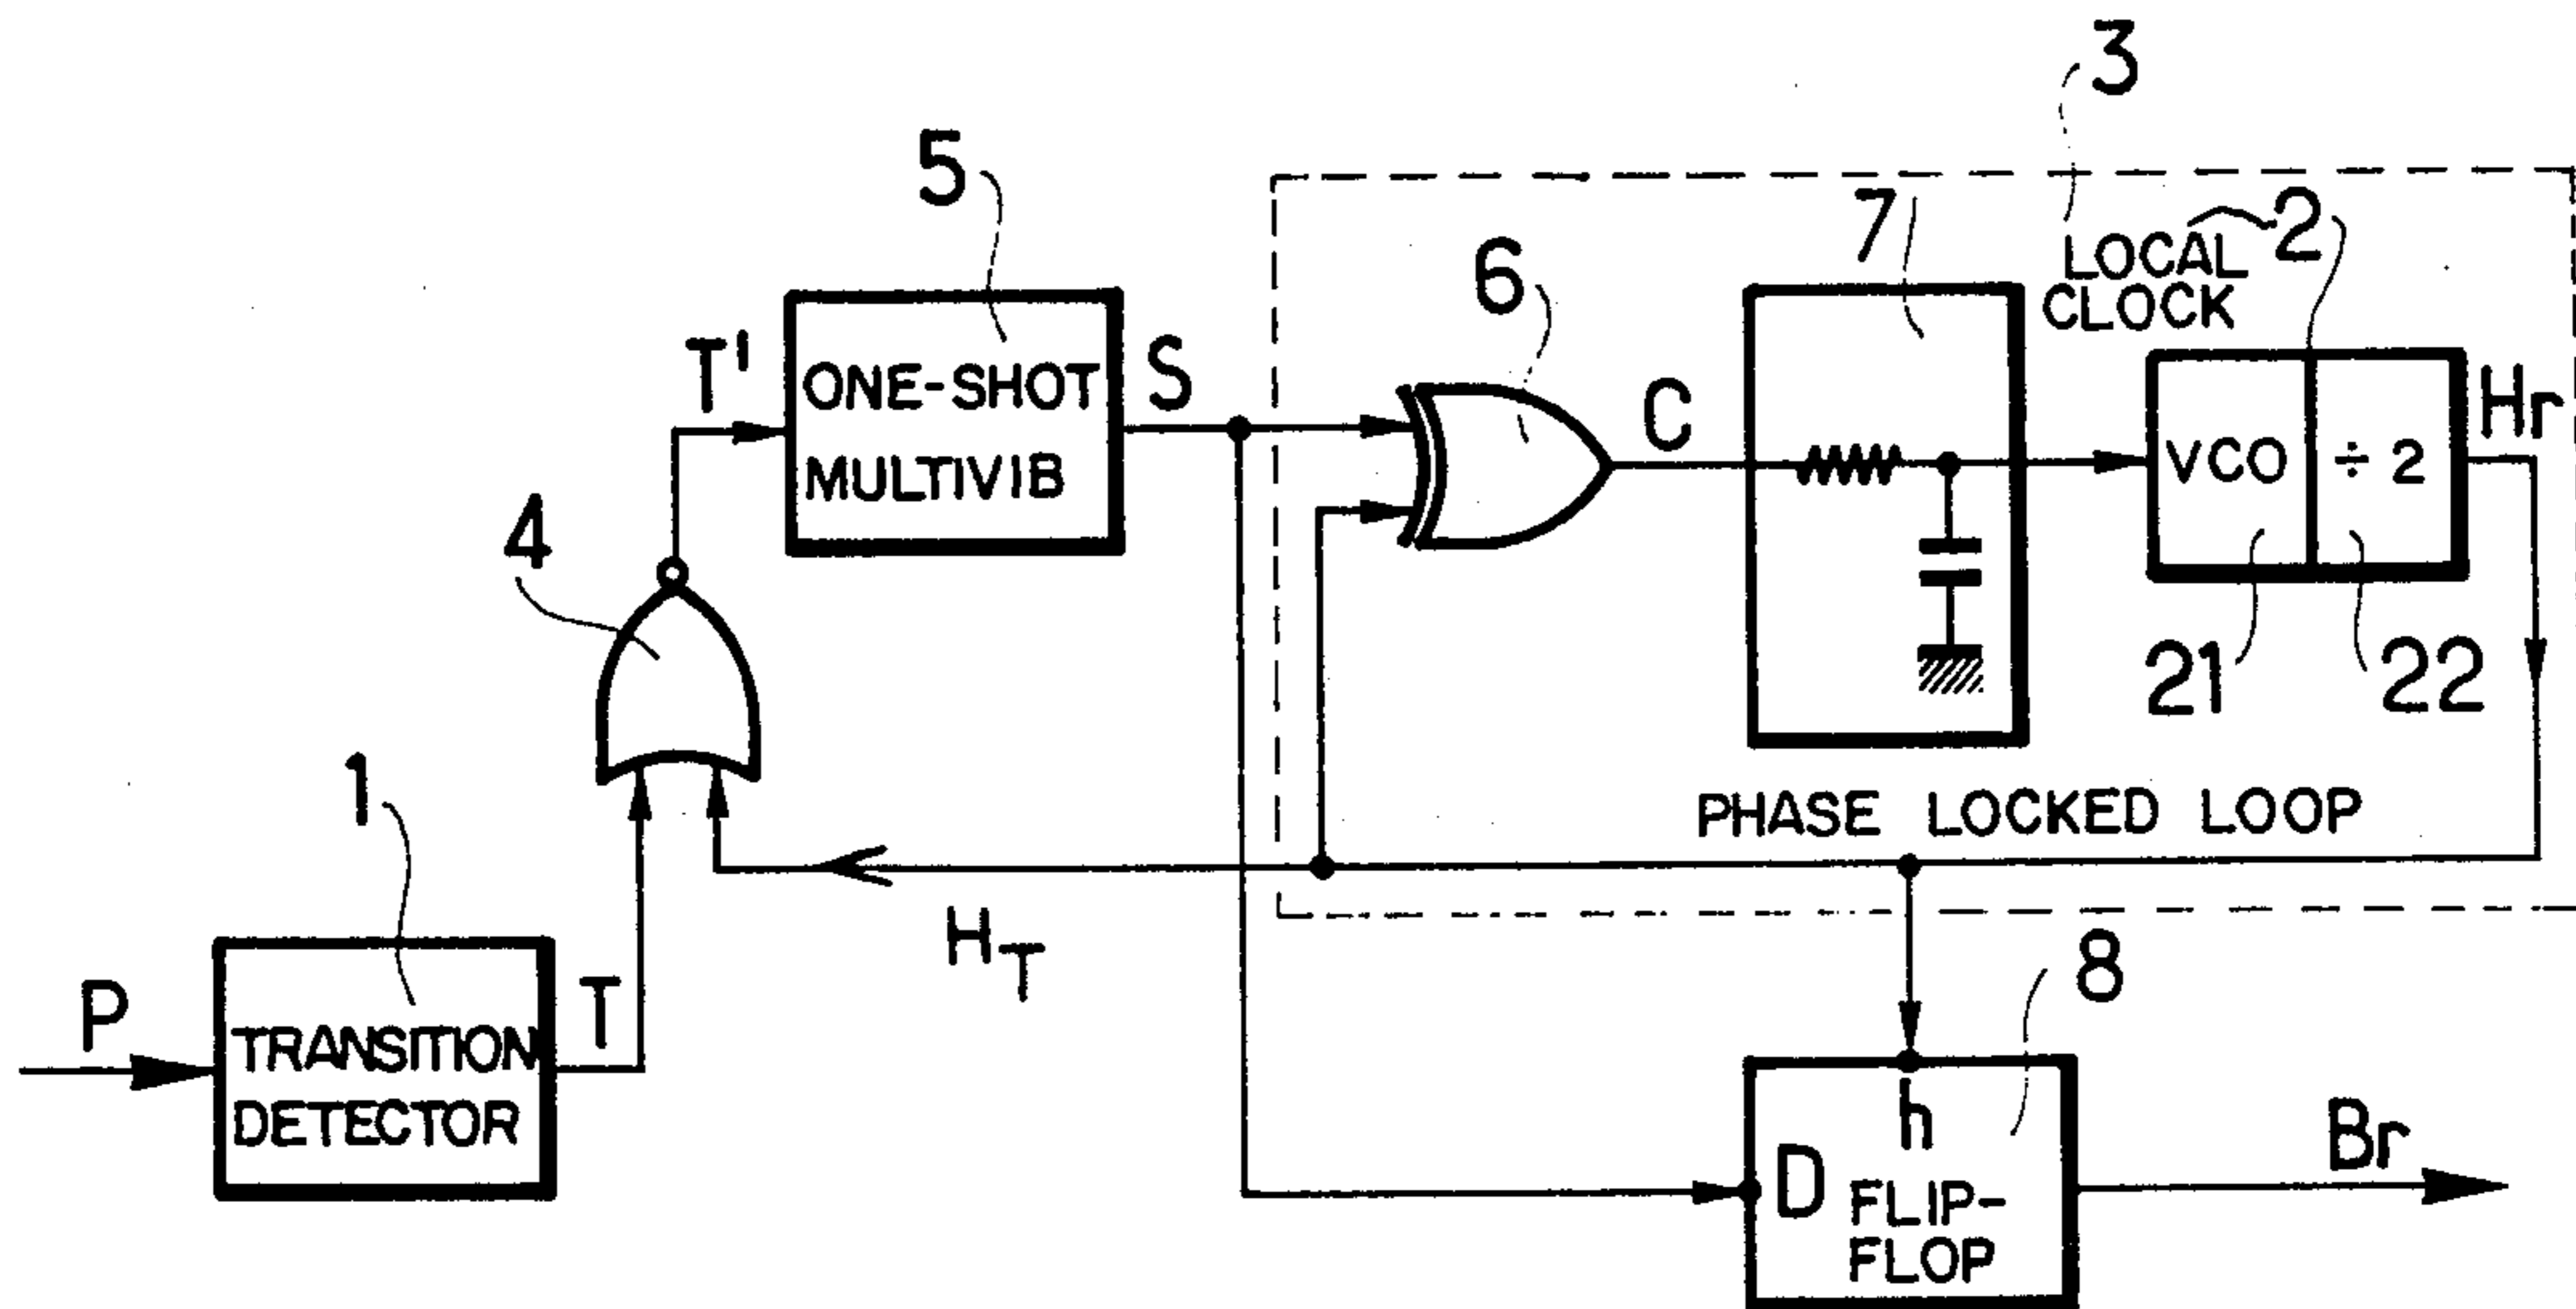 3
5
7
LOCAL
CLOCK
2
6
T'
ONE-SHOT
MULTIVIB
S
C
VCO
÷ 2
Hr
4
21
22
1
PHASE LOCKED LOOP
HT
8
P
T
TRANSITION
DETECTOR
h
D
FLIP-
FLOP
Br